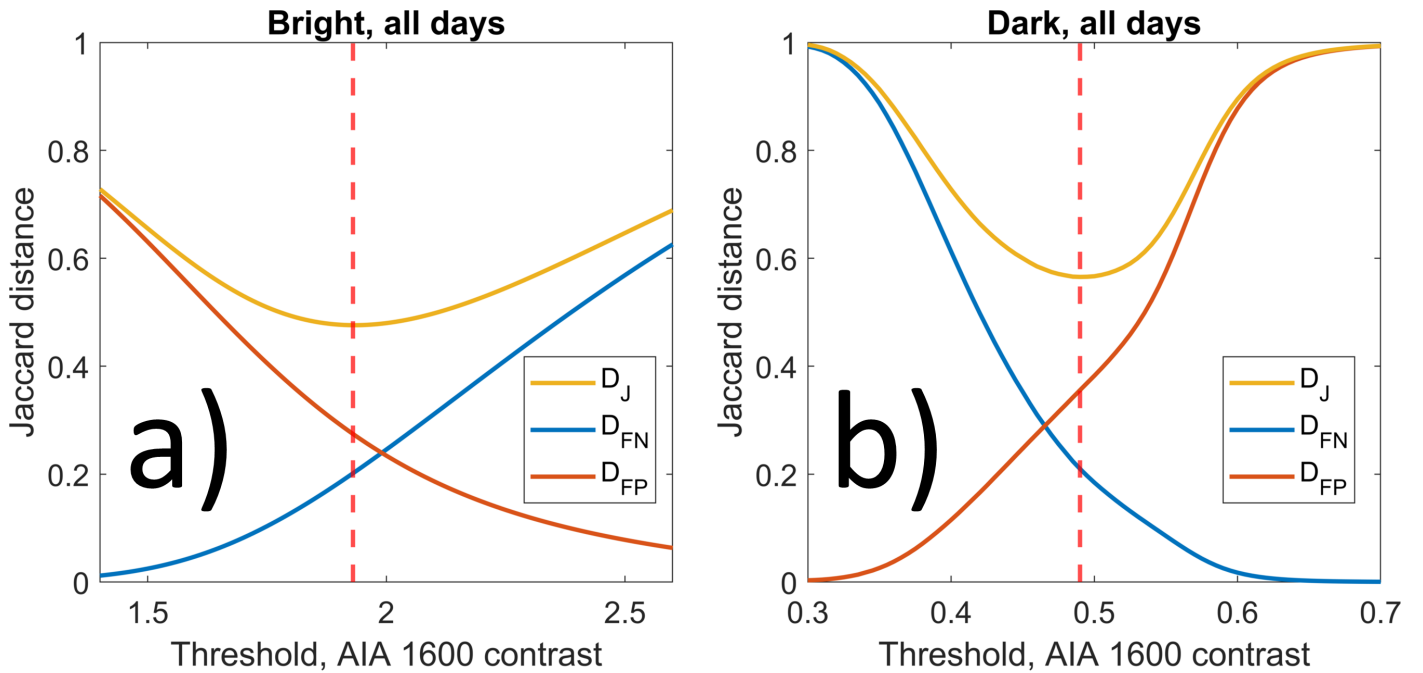 Bright, all days
1
0.8
0.6
0.4
0.2
0
1.5
2
2.5
Jaccard distance
Threshold, AIA 1600 contrast
a)
D_J
D_FN
D_FP
Dark, all days
1
0.8
0.6
0.4
0.2
0
0.3
0.4
0.5
0.6
0.7
Jaccard distance
Threshold, AIA 1600 contrast
b)
D_J
D_FN
D_FP